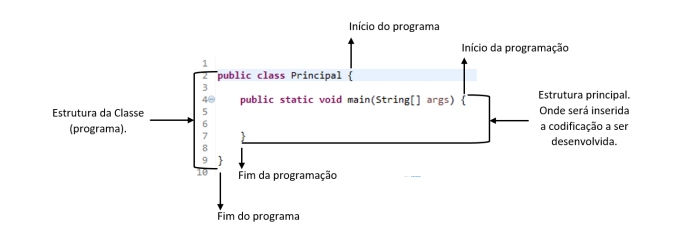 Início do programa
Início da programação
1
2 public class Principal {
3
4 public static void main(String[] args) {
5
6
7 }
8
9 }
10
Estrutura da Classe
(programa).
Estrutura principal.
Onde será inserida
a codificação a ser
desenvolvida.
Fim da programação
Fim do programa